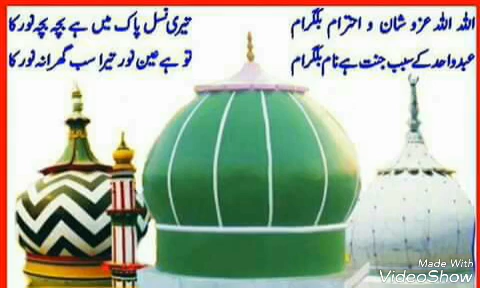 اللہ اللہ عزو شان و احترام بلگرام
عبد واحد کے سبب جنت ہے نام بلگرام
تیری نسل پاک میں ہے بچہ بچہ نور کا
تو ہے عین نور تیرا سب گھرانہ نور کا
Made With
VideoShow